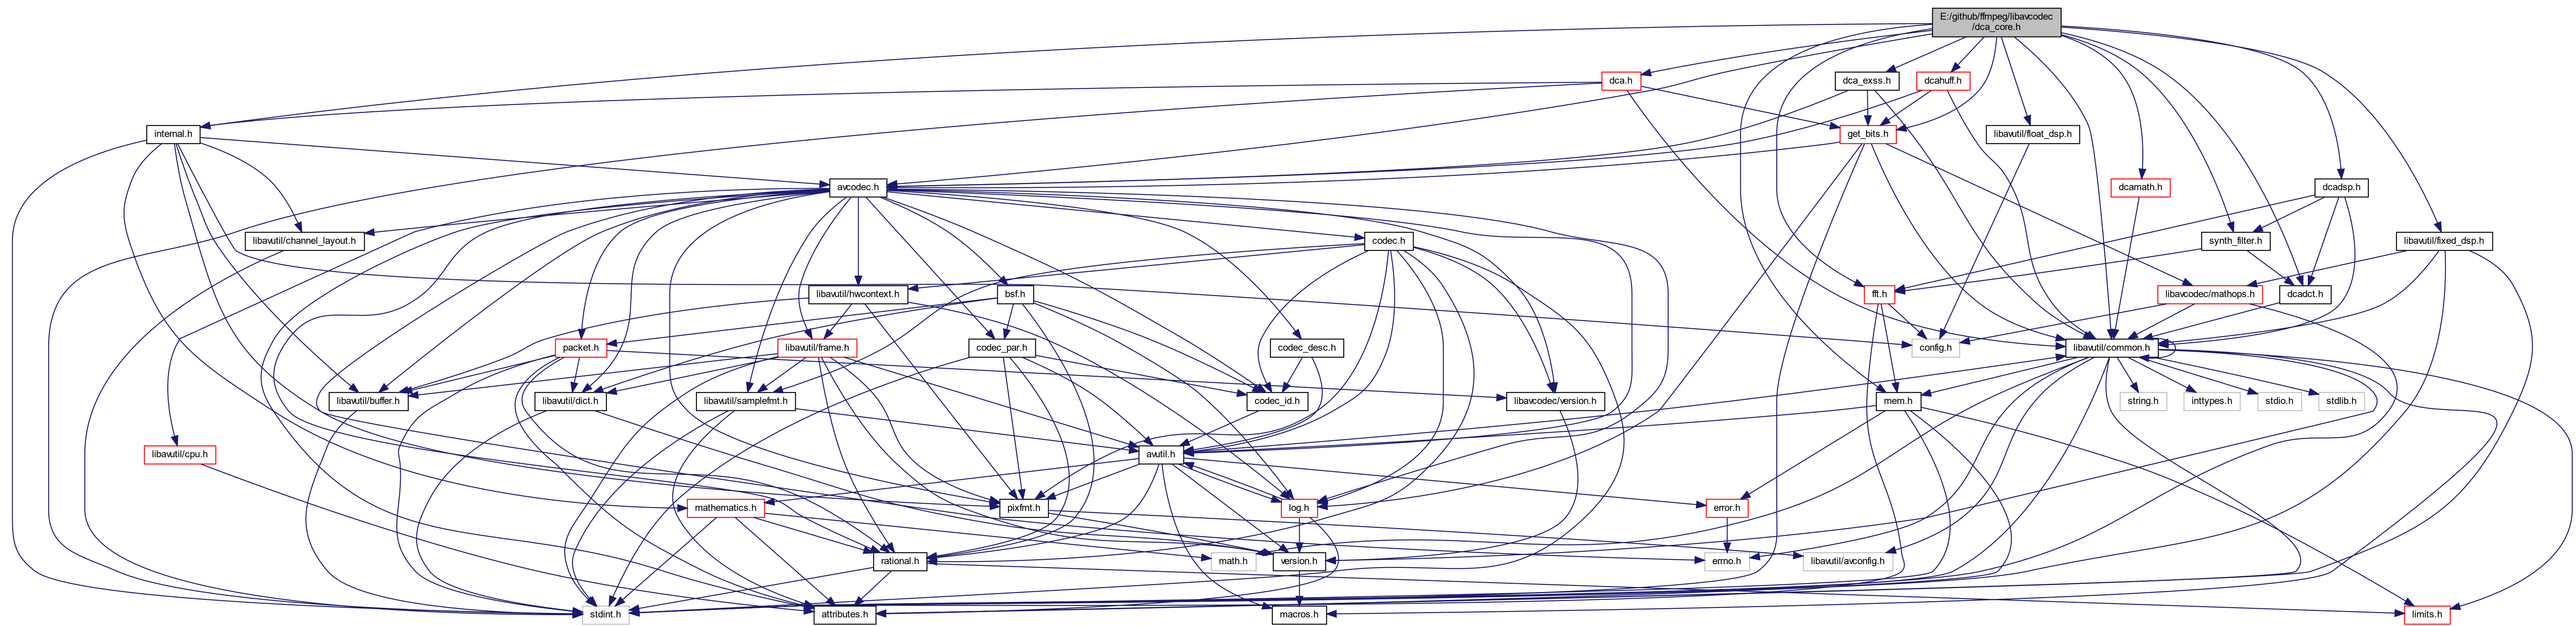 E:/github/ffmpeg/libavcodec
/dca_core.h
dca.h
dca_exss.h
dcahuff.h
internal.h
get_bits.h
libavutil/float_dsp.h
avcodec.h
dcamath.h
dcadsp.h
libavutil/channel_layout.h
codec.h
synth_filter.h
libavutil/fixed_dsp.h
libavutil/hwcontext.h
bsf.h
fft.h
libavcodec/mathops.h
dcadct.h
packet.h
libavutil/frame.h
codec_par.h
codec_desc.h
config.h
libavutil/common.h
libavutil/buffer.h
libavutil/dict.h
libavutil/samplefmt.h
codec_id.h
libavcodec/version.h
mem.h
string.h
inttypes.h
stdio.h
stdlib.h
libavutil/cpu.h
avutil.h
mathematics.h
pixfmt.h
log.h
error.h
rational.h
math.h
version.h
errno.h
libavutil/avconfig.h
stdint.h
attributes.h
macros.h
limits.h